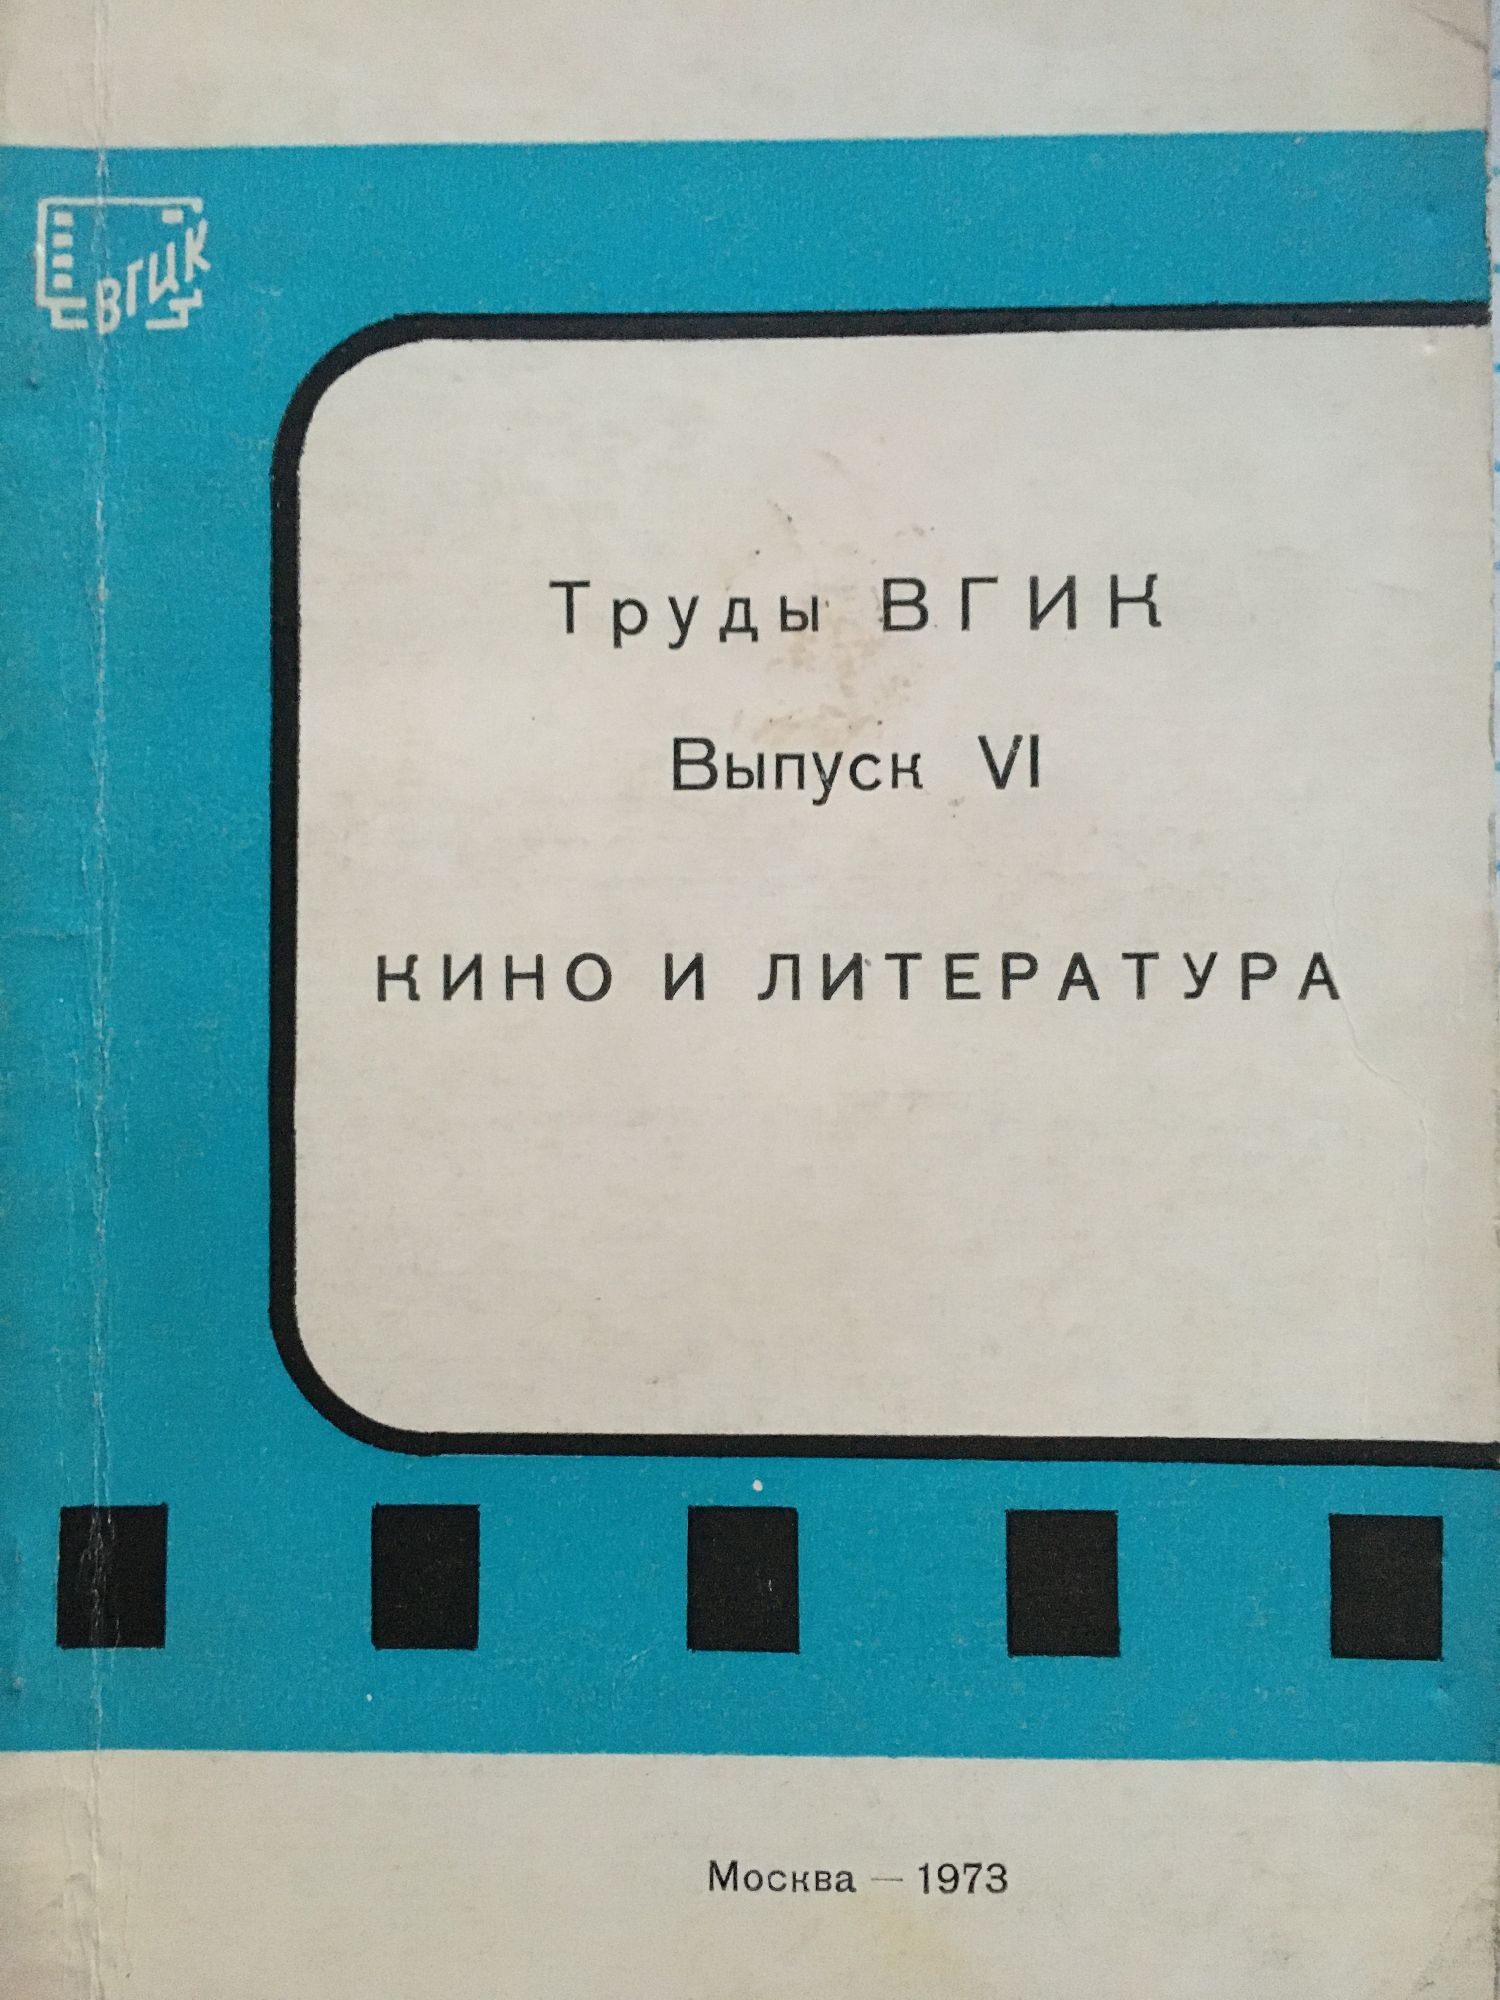 ВГИК
Труды ВГИК
Выпуск VI
КИНО И ЛИТЕРАТУРА
Москва — 1973